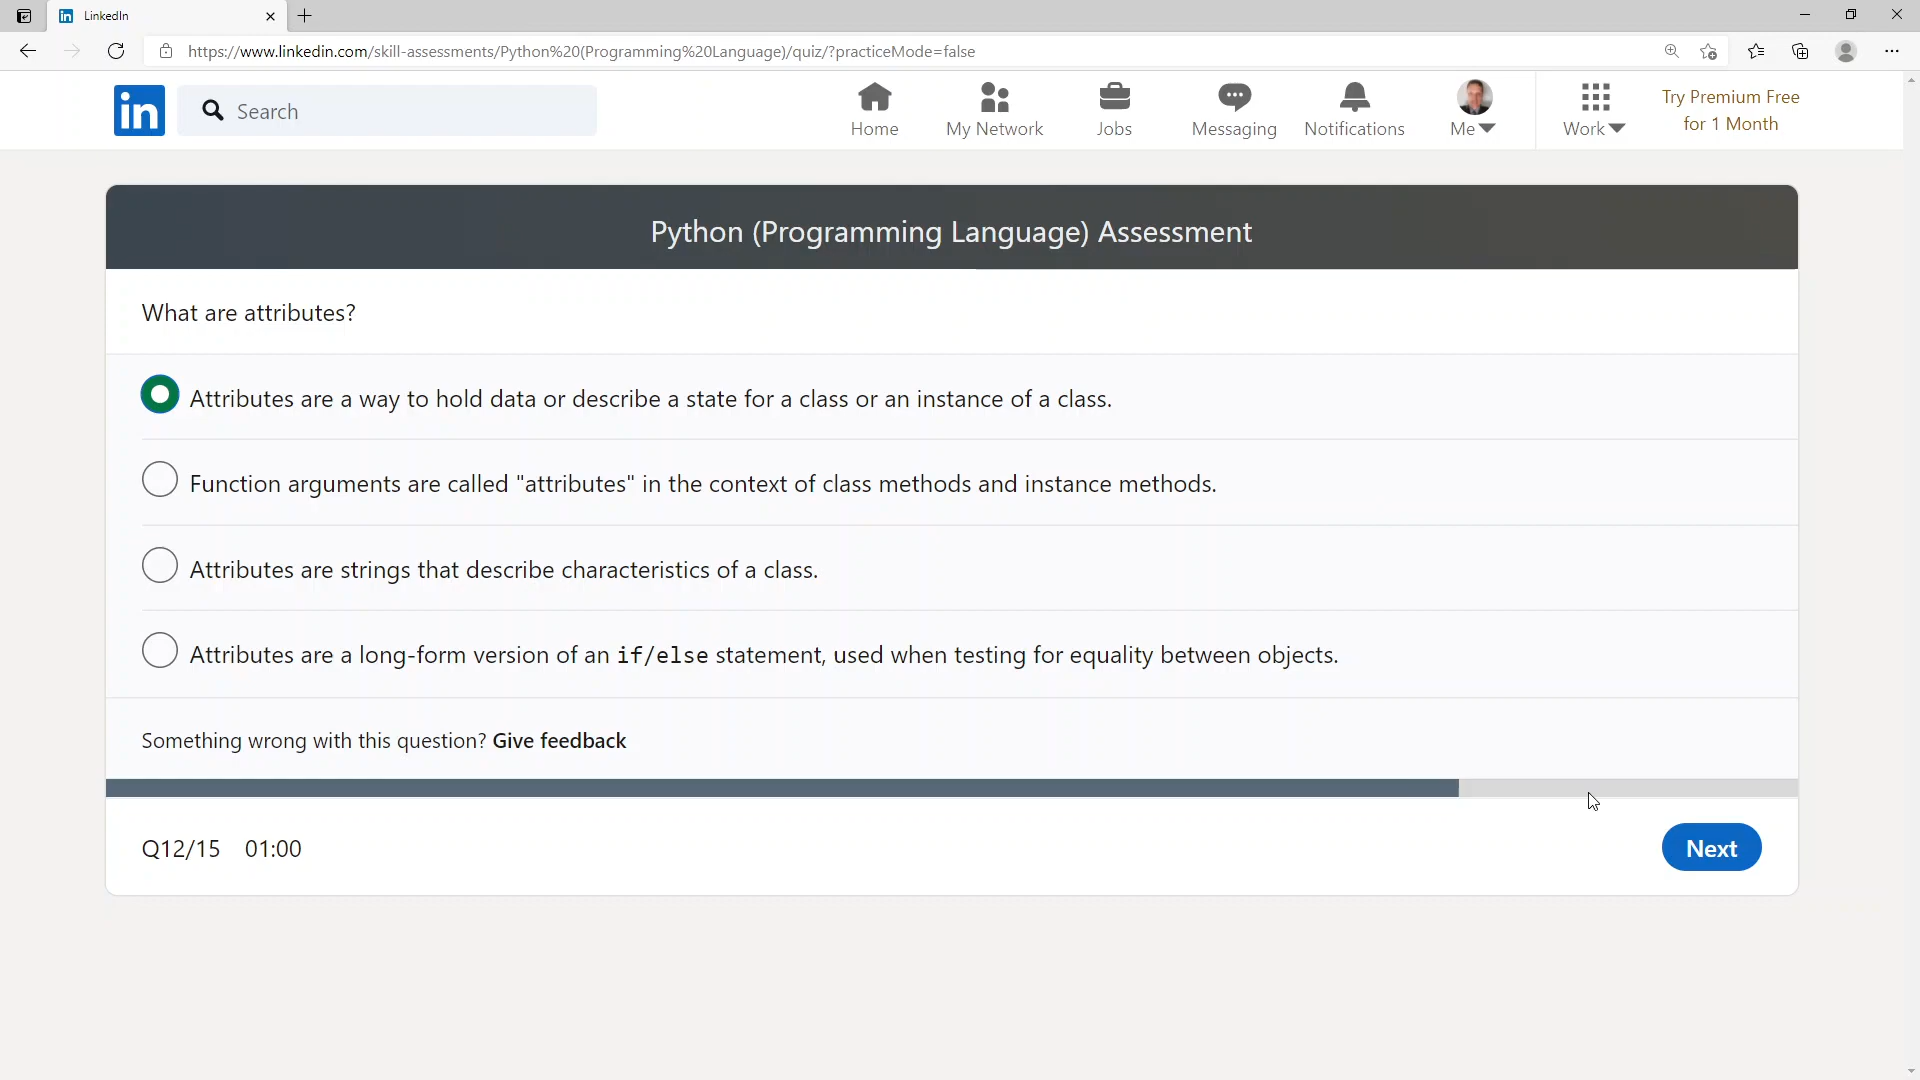 LinkedIn
https://www.linkedin.com/skill-assessments/Python%20(Programming%20Language)/quiz/?practiceMode=false
in
Search
Home
My Network
Jobs
Messaging
Notifications
Me
Work
Try Premium Free
for 1 Month
Python (Programming Language) Assessment
What are attributes?
Attributes are a way to hold data or describe a state for a class or an instance of a class.
Function arguments are called "attributes" in the context of class methods and instance methods.
Attributes are strings that describe characteristics of a class.
Attributes are a long-form version of an if/else statement, used when testing for equality between objects.
Something wrong with this question? Give feedback
Q12/15 01:00
Next